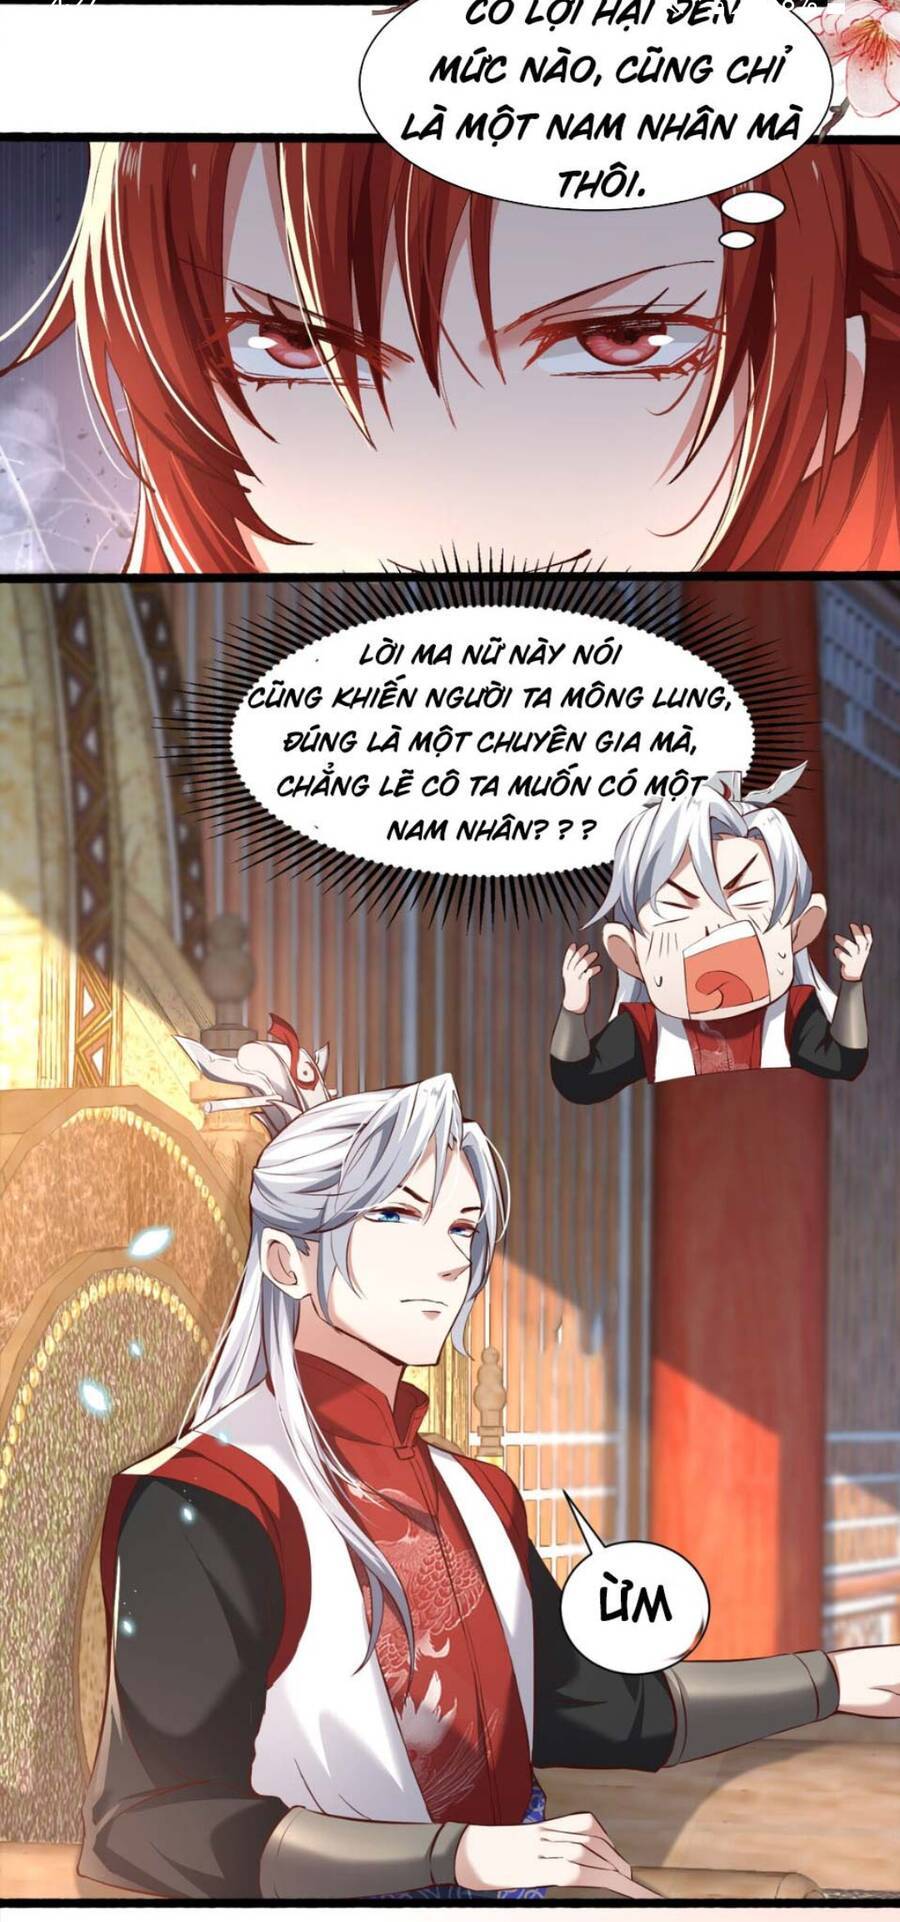 CÓ LỢI HẠI ĐẾN
MỨC NÀO, CŨNG CHỈ
LÀ MỘT NAM NHÂN MÀ
THÔI.
LỜI MA NỮ NÀY NÓI
CŨNG KHIẾN NGƯỜI TA MÔNG LUNG,
ĐÚNG LÀ MỘT CHUYÊN GIA MÀ,
CHẲNG LẼ CÔ TA MUỐN CÓ MỘT
NAM NHÂN? ? ?
ỪM